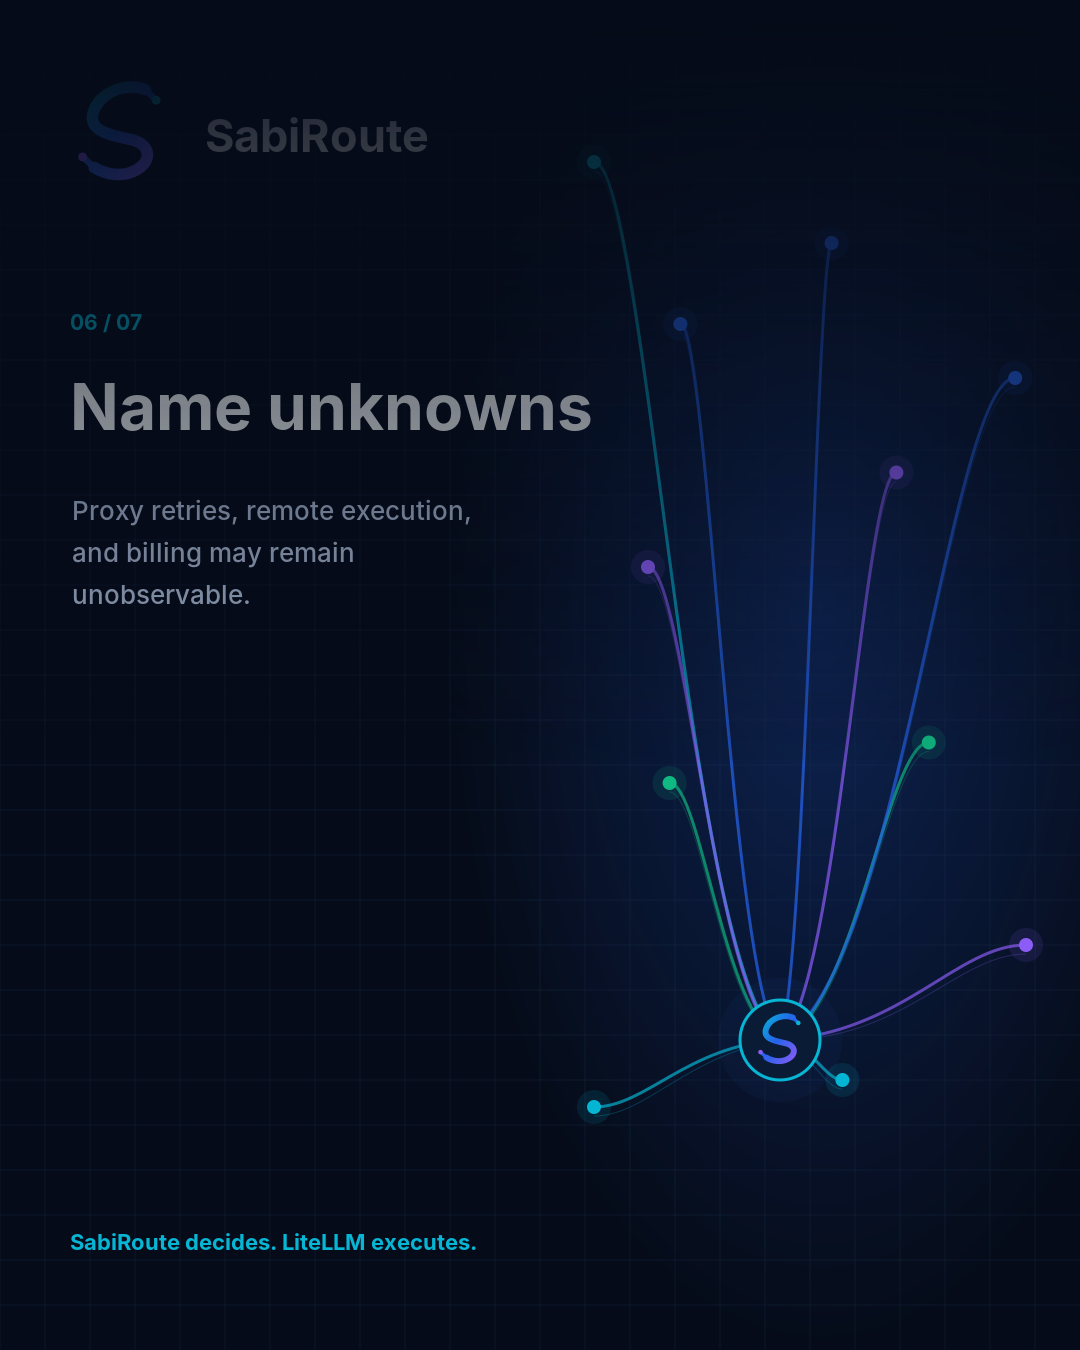 SabiRoute
06 / 07
Name unknowns
Proxy retries, remote execution,
and billing may remain
unobservable.
SabiRoute decides. LiteLLM executes.